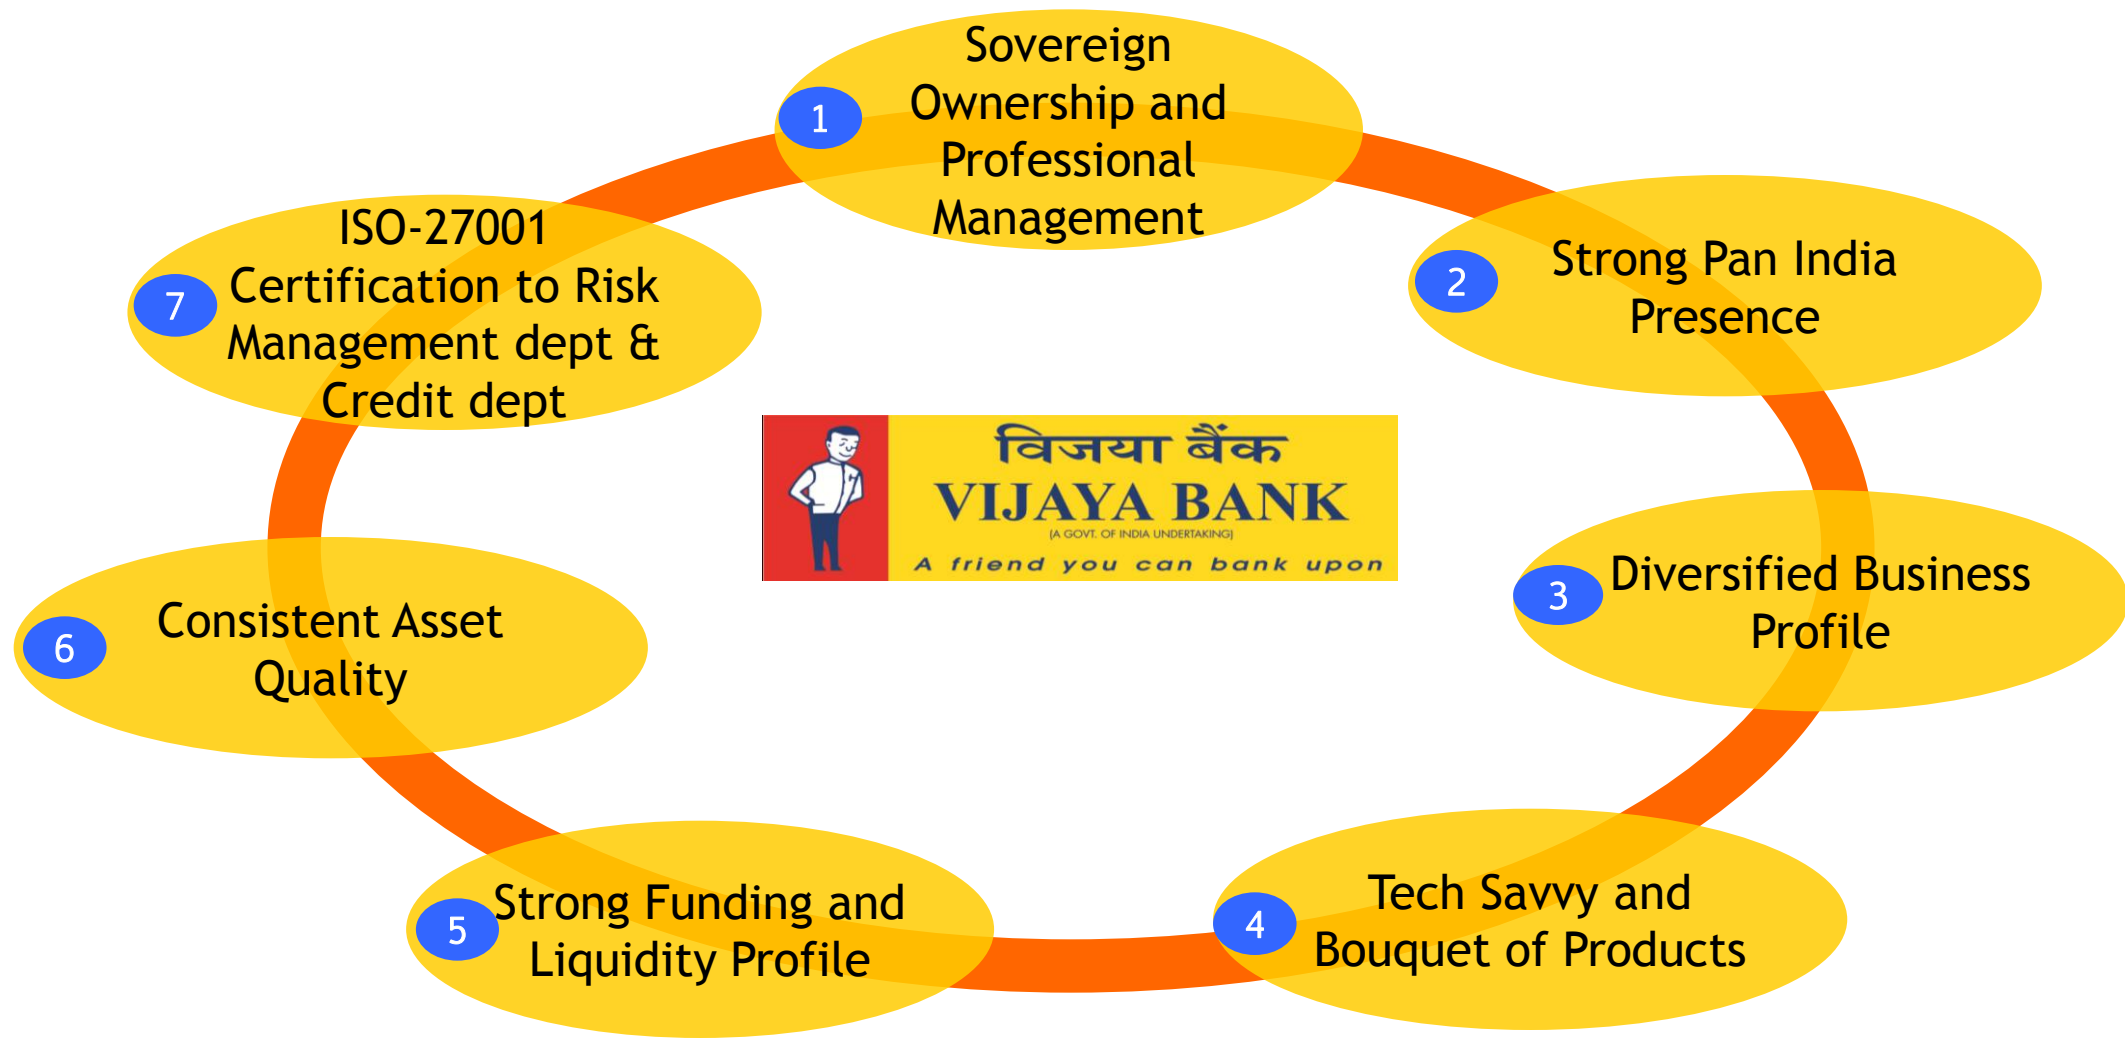 1
Sovereign
Ownership and
Professional
Management
2
Strong Pan India
Presence
3
Diversified Business
Profile
4
Tech Savvy and
Bouquet of Products
5
Strong Funding and
Liquidity Profile
6
Consistent Asset
Quality
7
ISO-27001
Certification to Risk
Management dept &
Credit dept
विजया बैंक
VIJAYA BANK
(A GOVT. OF INDIA UNDERTAKING)
A friend you can bank upon